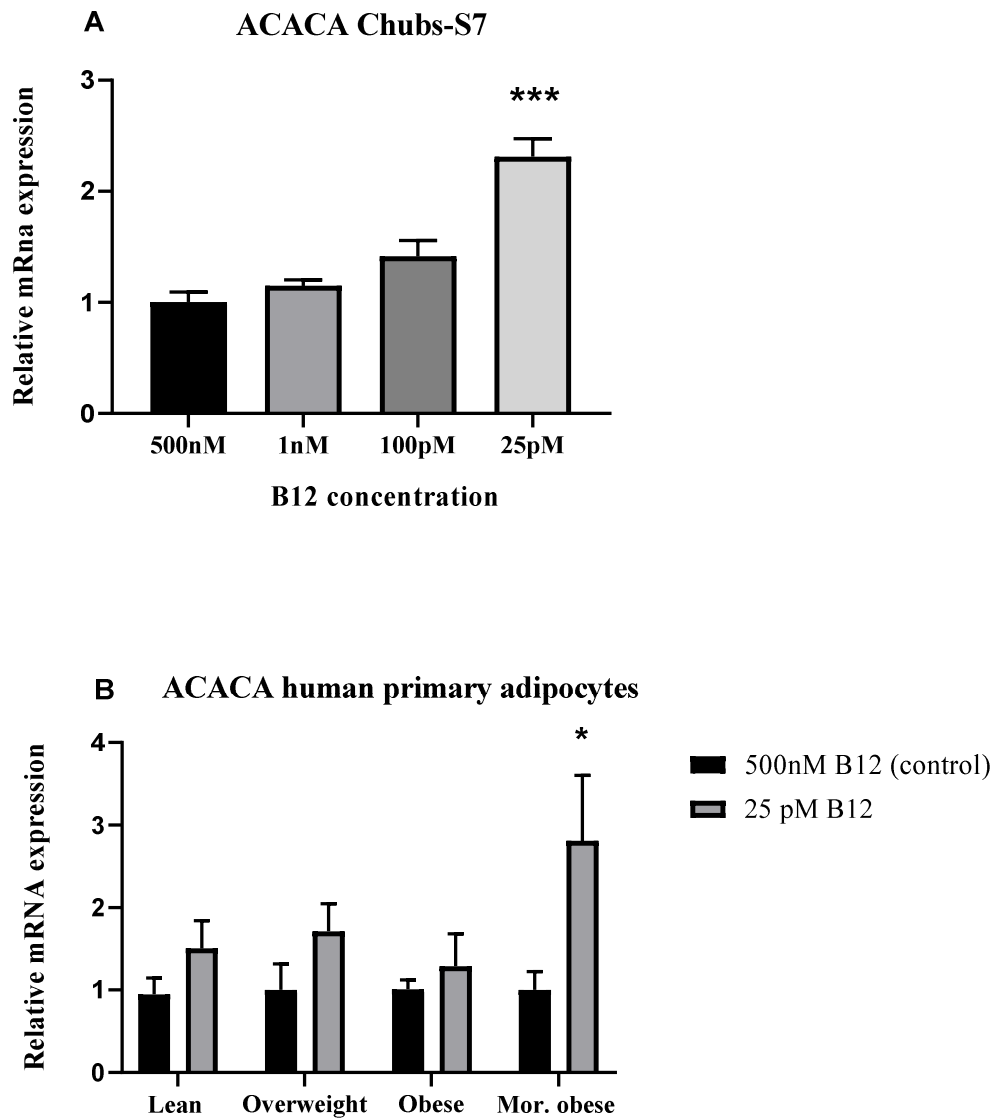 A
ACACA Chubs-S7
Relative mRna expression
3
***
2
1
0
500nM 1nM 100pM 25pM
B12 concentration
B
ACACA human primary adipocytes
Relative mRNA expression
4
*
3
2
1
0
Lean Overweight Obese Mor. obese
500nM B12 (control)
25 pM B12